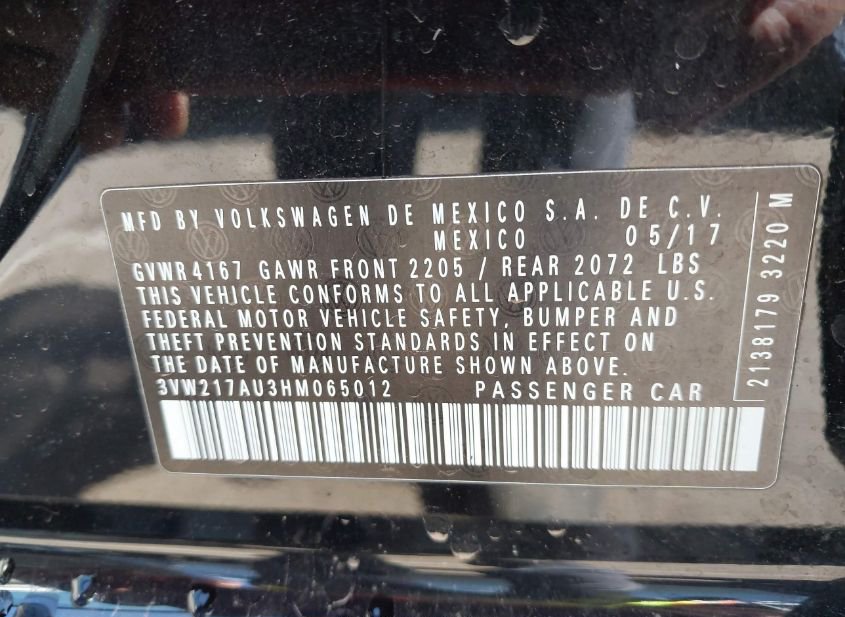 MFD BY VOLKSWAGEN DE MEXICO S.A. DE C.V.
MEXICO 05/17
GVWR 4167 GAWR FRONT 2205 / REAR 2072 LBS
THIS VEHICLE CONFORMS TO ALL APPLICABLE U.S.
FEDERAL MOTOR VEHICLE SAFETY, BUMPER AND
THEFT PREVENTION STANDARDS IN EFFECT ON
THE DATE OF MANUFACTURE SHOWN ABOVE.
3VW217AU3HM065012 PASSENGER CAR
2138179 3220 M